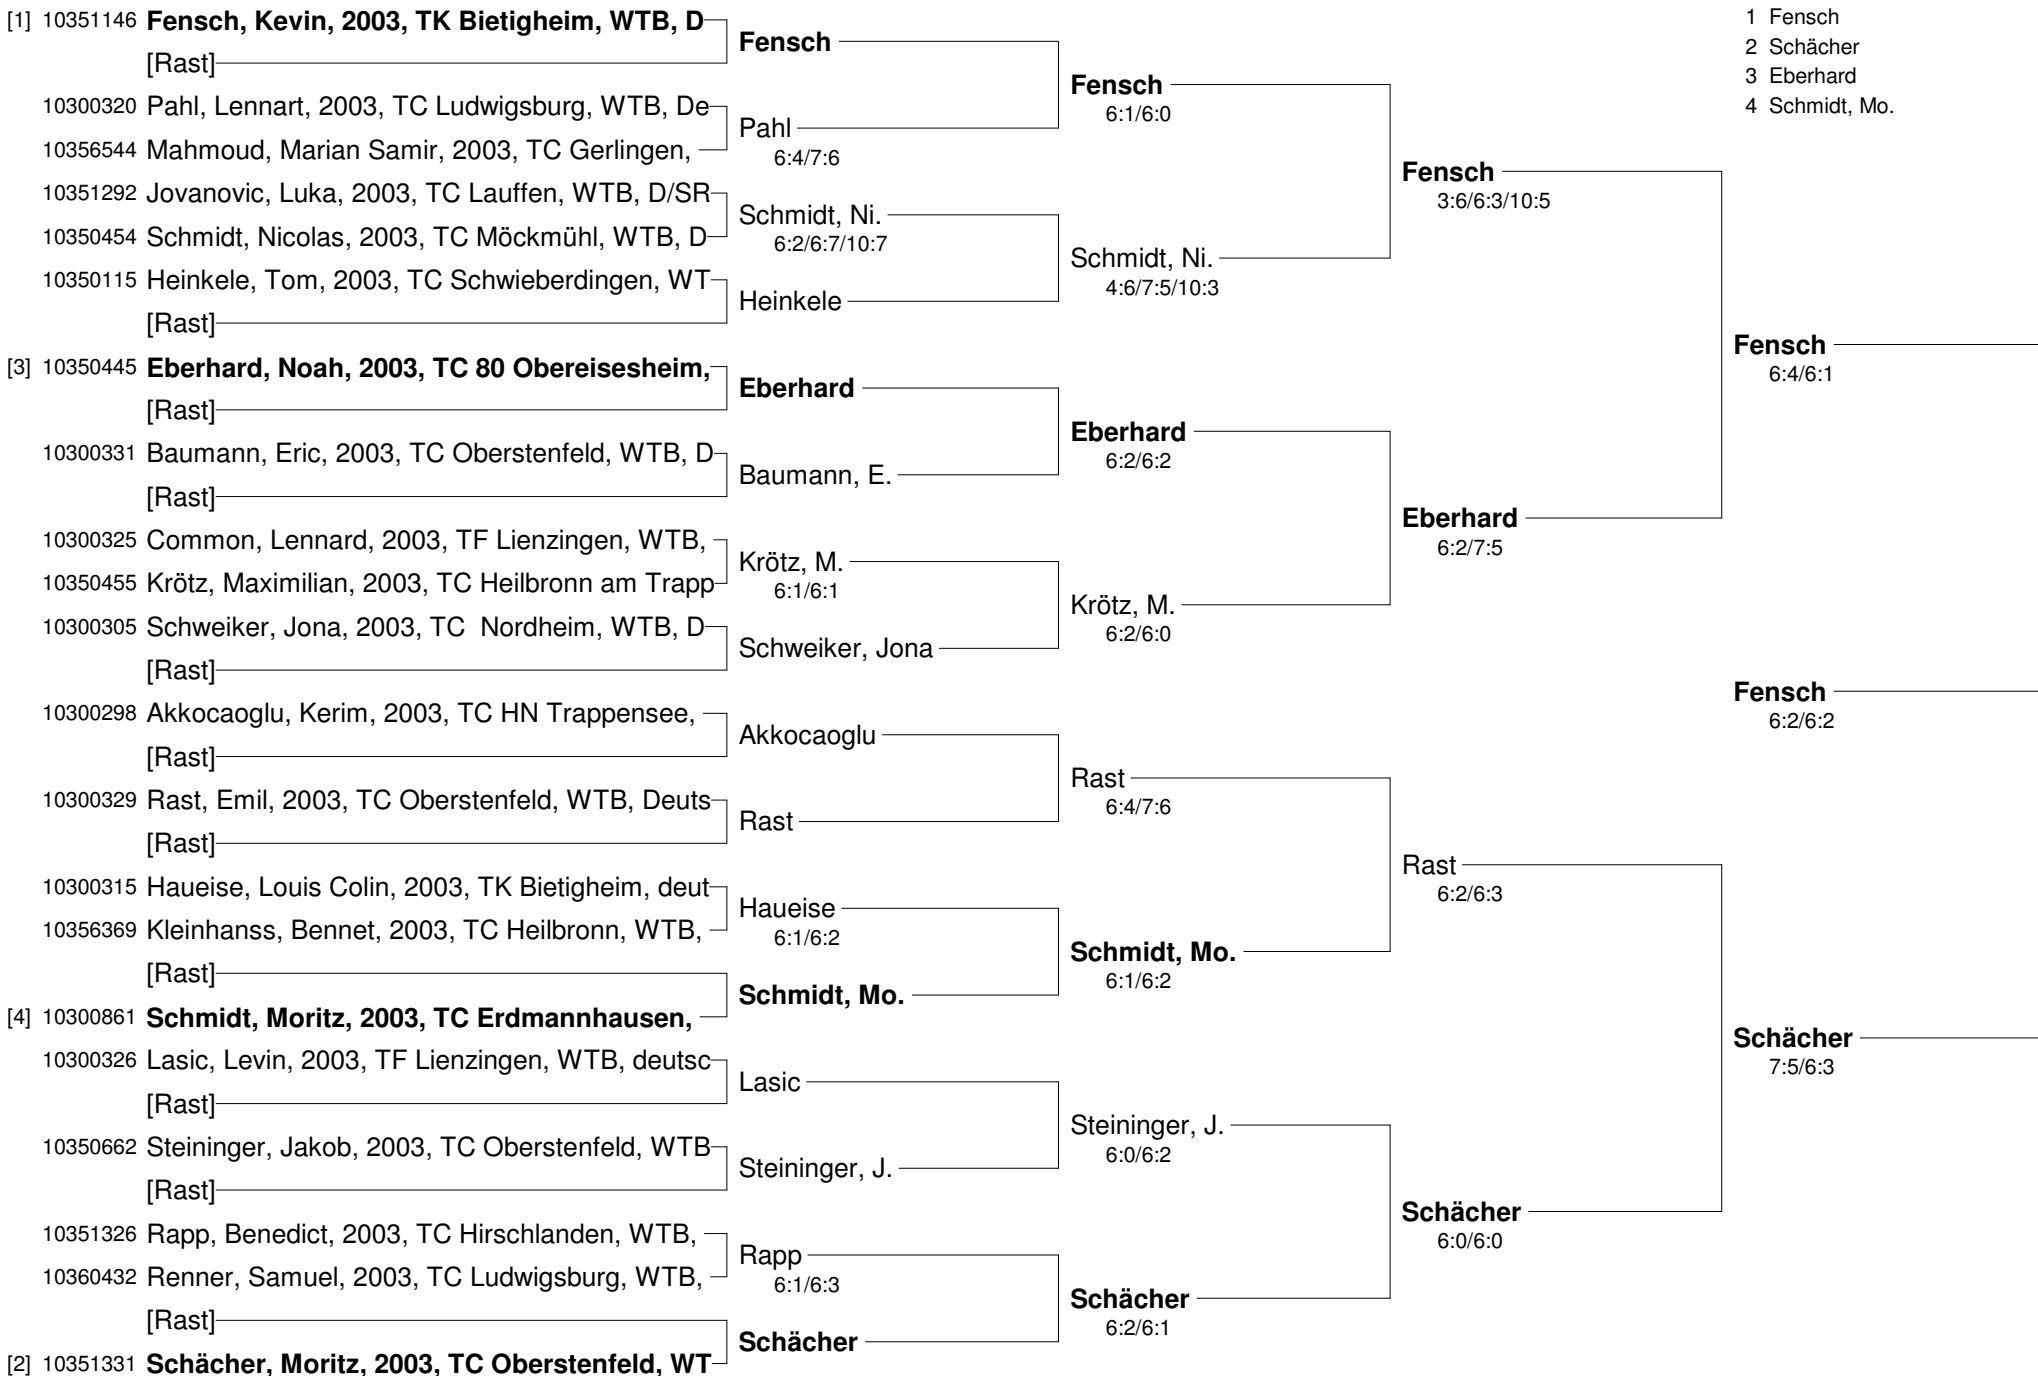 [1] 10351146 Fensch, Kevin, 2003, TK Bietigheim, WTB, D
[Rast]
10300320 Pahl, Lennart, 2003, TC Ludwigsburg, WTB, De
10356544 Mahmoud, Marian Samir, 2003, TC Gerlingen,
10351292 Jovanovic, Luka, 2003, TC Lauffen, WTB, D/SR
10350454 Schmidt, Nicolas, 2003, TC Möckmühl, WTB, D
10350115 Heinkele, Tom, 2003, TC Schwieberdingen, WT
[Rast]
[3] 10350445 Eberhard, Noah, 2003, TC 80 Obereisesheim,
[Rast]
10300331 Baumann, Eric, 2003, TC Oberstenfeld, WTB, D
[Rast]
10300325 Common, Lennard, 2003, TF Lienzingen, WTB,
10350455 Krötz, Maximilian, 2003, TC Heilbronn am Trapp
10300305 Schweiker, Jona, 2003, TC  Nordheim, WTB, D
[Rast]
10300298 Akkocaoglu, Kerim, 2003, TC HN Trappensee,
[Rast]
10300329 Rast, Emil, 2003, TC Oberstenfeld, WTB, Deuts
[Rast]
10300315 Haueise, Louis Colin, 2003, TK Bietigheim, deut
10356369 Kleinhanss, Bennet, 2003, TC Heilbronn, WTB,
[Rast]
[4] 10300861 Schmidt, Moritz, 2003, TC Erdmannhausen,
10300326 Lasic, Levin, 2003, TF Lienzingen, WTB, deutsc
[Rast]
10350662 Steininger, Jakob, 2003, TC Oberstenfeld, WTB
[Rast]
10351326 Rapp, Benedict, 2003, TC Hirschlanden, WTB,
10360432 Renner, Samuel, 2003, TC Ludwigsburg, WTB,
[Rast]
[2] 10351331 Schächer, Moritz, 2003, TC Oberstenfeld, WT
Fensch
Pahl
6:4/7:6
Schmidt, Ni.
6:2/6:7/10:7
Heinkele
Eberhard
Baumann, E.
Krötz, M.
6:1/6:1
Schweiker, Jona
Akkocaoglu
Rast
Haueise
6:1/6:2
Schmidt, Mo.
Lasic
Steininger, J.
Rapp
6:1/6:3
Schächer
Fensch
6:1/6:0
Schmidt, Ni.
4:6/7:5/10:3
Eberhard
6:2/6:2
Krötz, M.
6:2/6:0
Rast
6:4/7:6
Schmidt, Mo.
6:1/6:2
Steininger, J.
6:0/6:2
Schächer
6:2/6:1
Fensch
3:6/6:3/10:5
Eberhard
6:2/7:5
Rast
6:2/6:3
Schächer
6:0/6:0
1 Fensch
2 Schächer
3 Eberhard
4 Schmidt, Mo.
Fensch
6:4/6:1
Fensch
6:2/6:2
Schächer
7:5/6:3